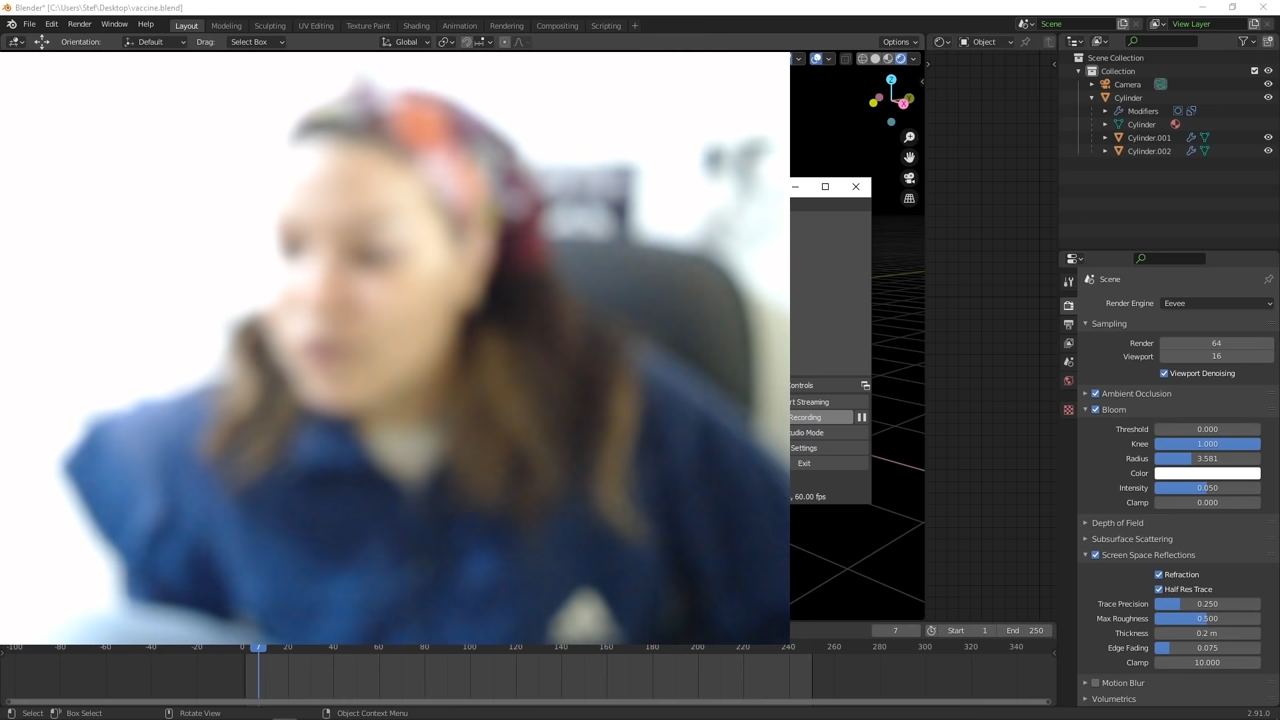 Blender* [C:\Users\Stef\Desktop\vaccine.blend]
File Edit Render Window Help Layout Modeling Sculpting UV Editing Texture Paint Shading Animation Rendering Compositing Scripting + Scene View Layer
Orientation: Default Drag: Select Box Global Options Object
Scene Collection
Collection
Camera
Cylinder
Modifiers
Cylinder
Cylinder.001
Cylinder.002
Z
X
Y
Scene
Render Engine Eevee
Sampling
Render 64
Viewport 16
Viewport Denoising
Ambient Occlusion
Bloom
Threshold 0.000
Knee 1.000
Radius 3.581
Color
Intensity 0.050
Clamp 0.000
Depth of Field
Subsurface Scattering
Screen Space Reflections
Refraction
Half Res Trace
Trace Precision 0.250
Max Roughness 0.500
Thickness 0.2 m
Edge Fading 0.075
Clamp 10.000
Motion Blur
Volumetrics
ontrols
rt Streaming
Recording
udio Mode
Settings
Exit
, 60.00 fps
7 Start 1 End 250
-100 -80 -60 -40 -20 0 7 20 40 60 80 100 120 140 160 180 200 220 240 260 280 300 320 340
Select Box Select Rotate View Object Context Menu 2.91.0